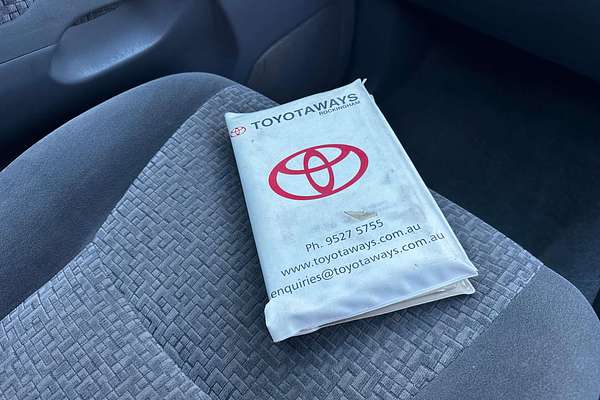 TOYOTAWAYS
ROCKINGHAM
Ph. 9527 5755
www.toyotaways.com.au
enquiries@toyotaways.com.au